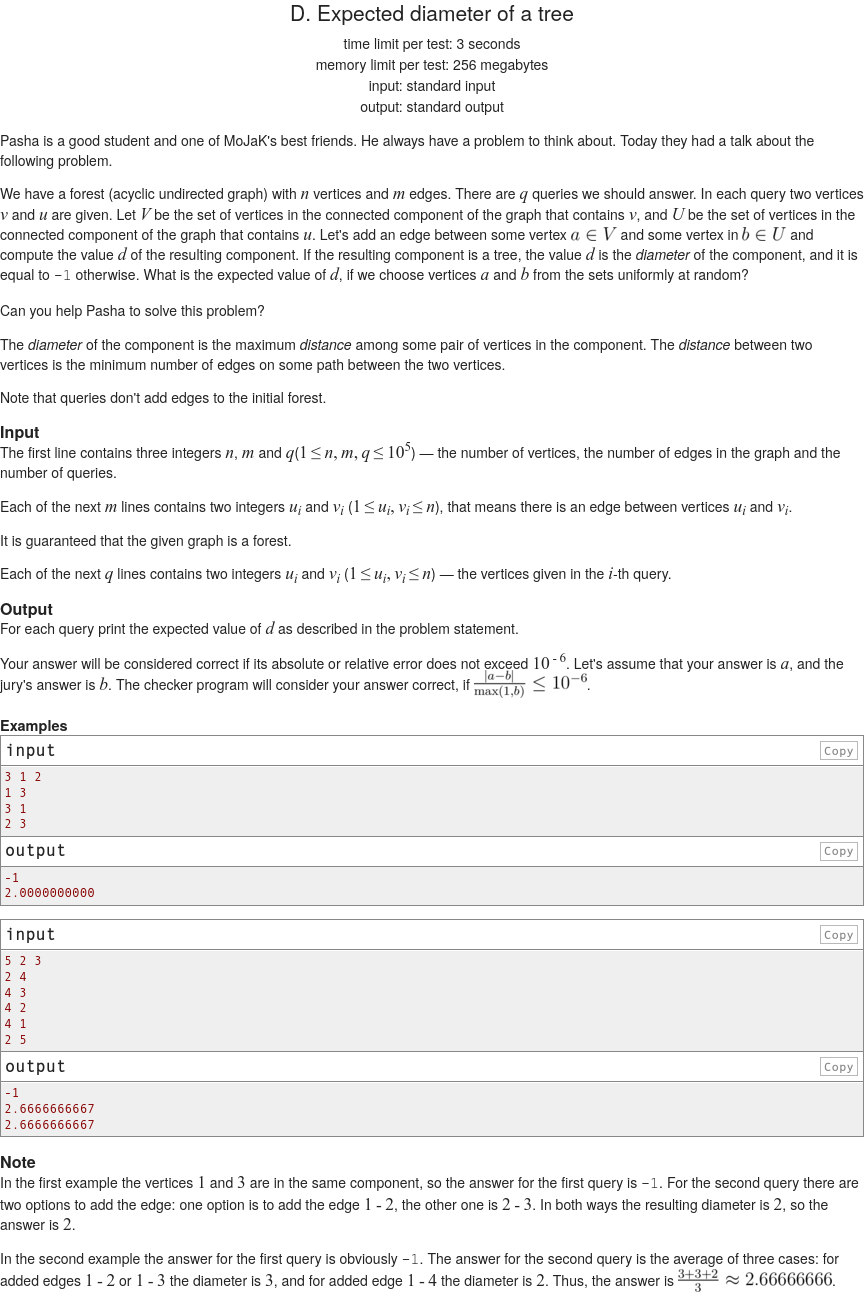 D. Expected diameter of a tree
time limit per test: 3 seconds
memory limit per test: 256 megabytes
input: standard input
output: standard output
Pasha is a good student and one of MoJaK's best friends. He always have a problem to think about. Today they had a talk about the
following problem.
We have a forest (acyclic undirected graph) with n vertices and m edges. There are q queries we should answer. In each query two vertices
v and u are given. Let V be the set of vertices in the connected component of the graph that contains v, and U be the set of vertices in the
connected component of the graph that contains u. Let's add an edge between some vertex a ∈ V and some vertex in b ∈ U and
compute the value d of the resulting component. If the resulting component is a tree, the value d is the diameter of the component, and it is
equal to -1 otherwise. What is the expected value of d, if we choose vertices a and b from the sets uniformly at random?
Can you help Pasha to solve this problem?
The diameter of the component is the maximum distance among some pair of vertices in the component. The distance between two
vertices is the minimum number of edges on some path between the two vertices.
Note that queries don't add edges to the initial forest.
Input
The first line contains three integers n, m and q(1 ≤ n, m, q ≤ 10^5) — the number of vertices, the number of edges in the graph and the
number of queries.
Each of the next m lines contains two integers u_i and v_i (1 ≤ u_i, v_i ≤ n), that means there is an edge between vertices u_i and v_i.
It is guaranteed that the given graph is a forest.
Each of the next q lines contains two integers u_i and v_i (1 ≤ u_i, v_i ≤ n) — the vertices given in the i-th query.
Output
For each query print the expected value of d as described in the problem statement.
Your answer will be considered correct if its absolute or relative error does not exceed 10^-6. Let's assume that your answer is a, and the
jury's answer is b. The checker program will consider your answer correct, if |a−b|/max(1,b) ≤ 10^−6.
Examples
input Copy
3 1 2
1 3
3 1
2 3
output Copy
-1
2.0000000000
input Copy
5 2 3
2 4
4 3
4 2
4 1
2 5
output Copy
-1
2.6666666667
2.6666666667
Note
In the first example the vertices 1 and 3 are in the same component, so the answer for the first query is -1. For the second query there are
two options to add the edge: one option is to add the edge 1 - 2, the other one is 2 - 3. In both ways the resulting diameter is 2, so the
answer is 2.
In the second example the answer for the first query is obviously -1. The answer for the second query is the average of three cases: for
added edges 1 - 2 or 1 - 3 the diameter is 3, and for added edge 1 - 4 the diameter is 2. Thus, the answer is (3+3+2)/3 ≈ 2.66666666.